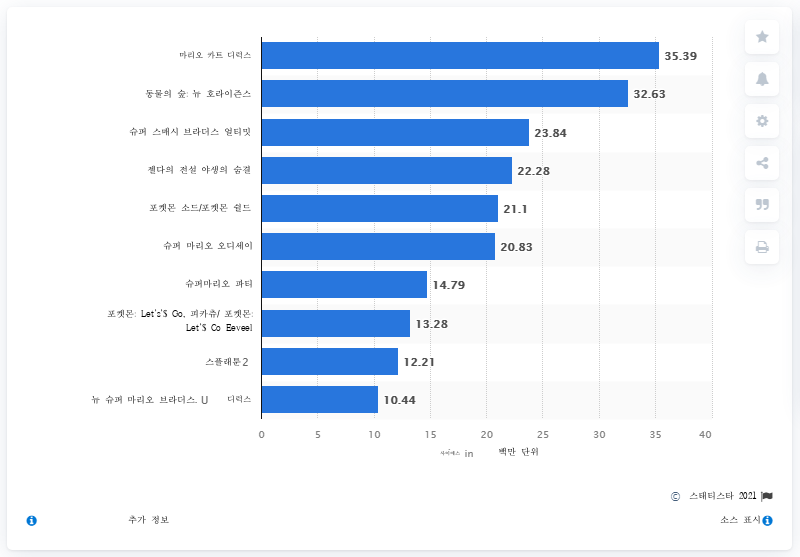 마리오 카트 디럭스
35.39
동물의 숲: 뉴 호라이즌스
32.63
슈퍼 스매시 브라더스 얼티밋
23.84
젤다의 전설 야생의 숨결
22.28
포켓몬 소드/포켓몬 쉴드
21.1
슈퍼 마리오 오디세이
20.83
슈퍼마리오 파티
14.79
포켓몬: Let's'S Go, 피카츄/ 포켓몬:
Let'S Co Eevee!
13.28
스플래툰 2
12.21
뉴 슈퍼 마리오 브라더스. U 디럭스
10.44
0 5 10 15 20 25 30 35 40
in 백만 단위
© 스태티스타 2021
추가 정보
소스 표시